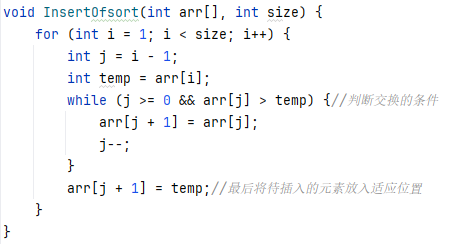 void InsertOfsort(int arr[], int size) {
    for (int i = 1; i < size; i++) {
        int j = i - 1;
        int temp = arr[i];
        while (j >= 0 && arr[j] > temp) {//判断交换的条件
            arr[j + 1] = arr[j];
            j--;
        }
        arr[j + 1] = temp;//最后将待插入的元素放入适应位置
    }
}